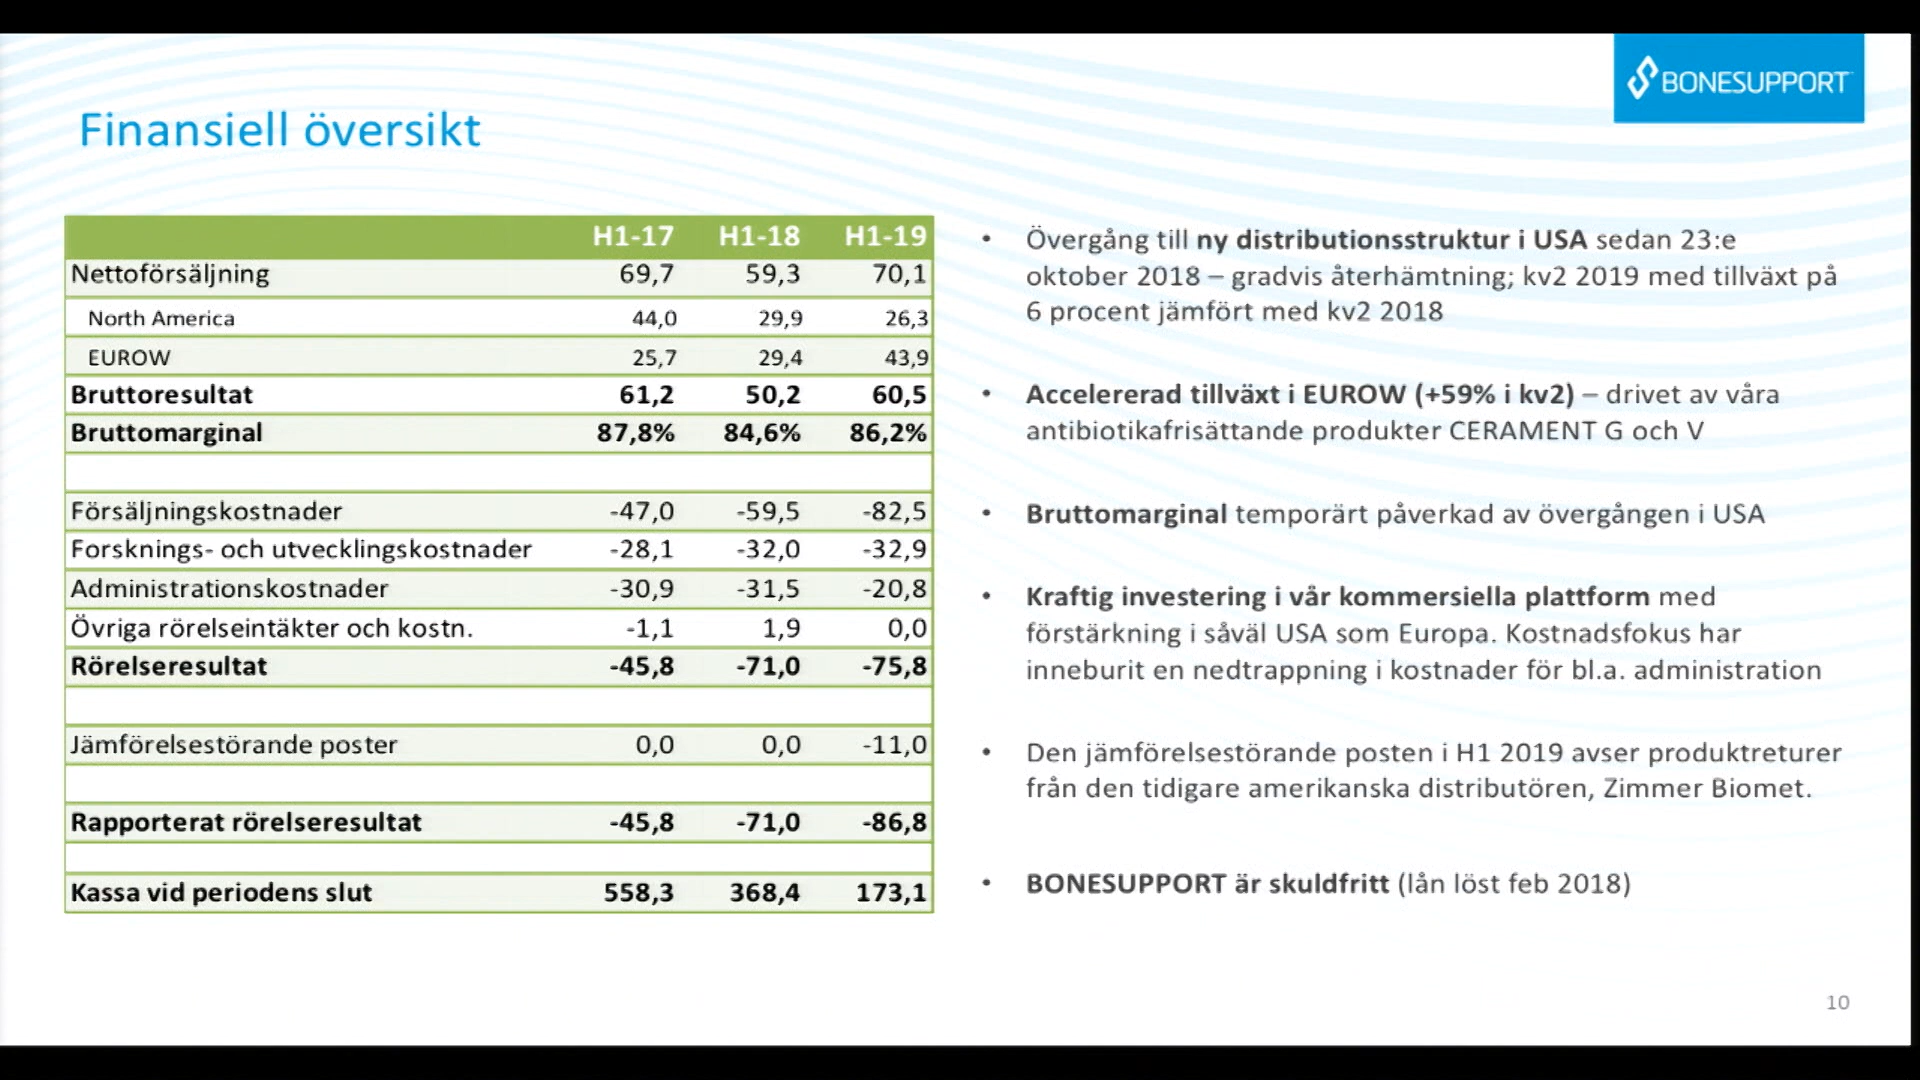 BONESUPPORT
Finansiell översikt
H1-17 H1-18 H1-19
Nettoförsäljning 69,7 59,3 70,1
North America 44,0 29,9 26,3
EUROW 25,7 29,4 43,9
Bruttoresultat 61,2 50,2 60,5
Bruttomarginal 87,8% 84,6% 86,2%
Försäljningskostnader -47,0 -59,5 -82,5
Forsknings- och utvecklingskostnader -28,1 -32,0 -32,9
Administrationskostnader -30,9 -31,5 -20,8
Övriga rörelseintäkter och kostn. -1,1 1,9 0,0
Rörelseresultat -45,8 -71,0 -75,8
Jämförelsestörande poster 0,0 0,0 -11,0
Rapporterat rörelseresultat -45,8 -71,0 -86,8
Kassa vid periodens slut 558,3 368,4 173,1
• Övergång till ny distributionsstruktur i USA sedan 23:e
oktober 2018 – gradvis återhämtning; kv2 2019 med tillväxt på
6 procent jämfört med kv2 2018
• Accelererad tillväxt i EUROW (+59% i kv2) – drivet av våra
antibiotikafrisättande produkter CERAMENT G och V
• Bruttomarginal temporärt påverkad av övergången i USA
• Kraftig investering i vår kommersiella plattform med
förstärkning i såväl USA som Europa. Kostnadsfokus har
inneburit en nedtrappning i kostnader för bl.a. administration
• Den jämförelsestörande posten i H1 2019 avser produktreturer
från den tidigare amerikanska distributören, Zimmer Biomet.
• BONESUPPORT är skuldfritt (lån löst feb 2018)
10